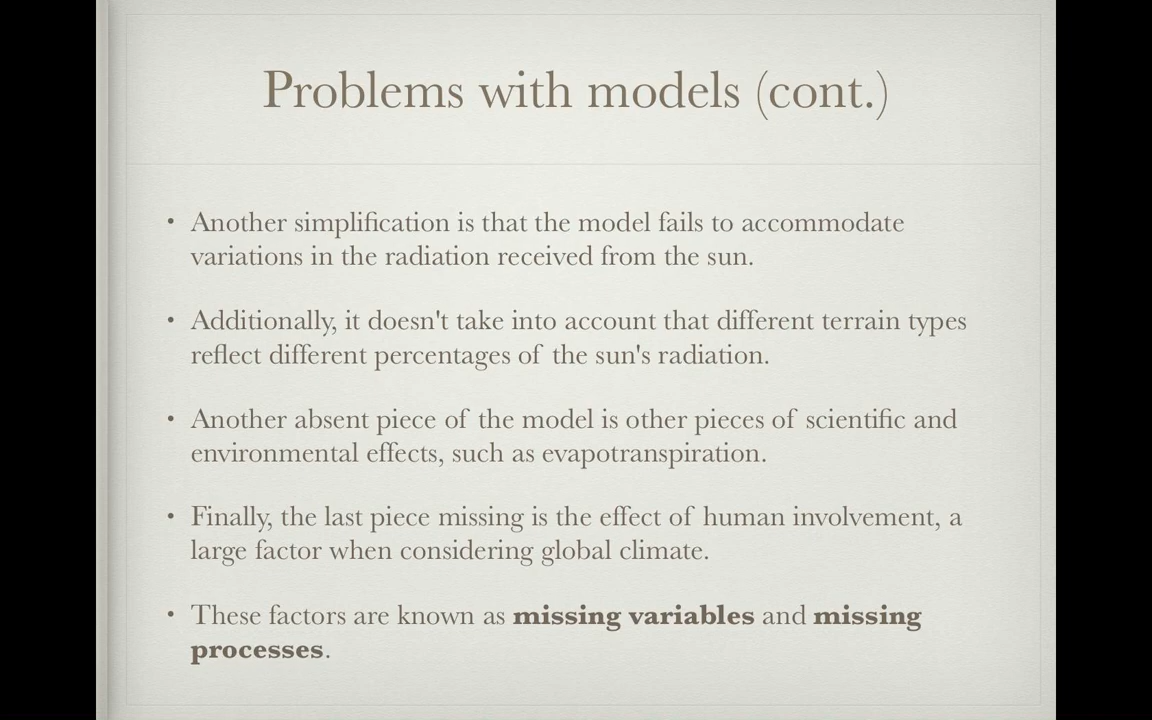 Problems with models (cont.)
• Another simplification is that the model fails to accommodate
variations in the radiation received from the sun.
• Additionally, it doesn't take into account that different terrain types
reflect different percentages of the sun's radiation.
• Another absent piece of the model is other pieces of scientific and
environmental effects, such as evapotranspiration.
• Finally, the last piece missing is the effect of human involvement, a
large factor when considering global climate.
• These factors are known as missing variables and missing
processes.